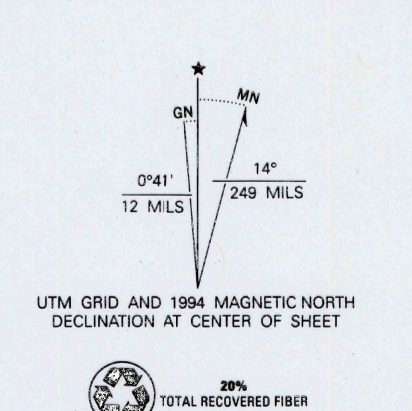 ★
MN
GN
0°41'
14°
12 MILS
249 MILS
UTM GRID AND 1994 MAGNETIC NORTH
DECLINATION AT CENTER OF SHEET
20%
TOTAL RECOVERED FIBER